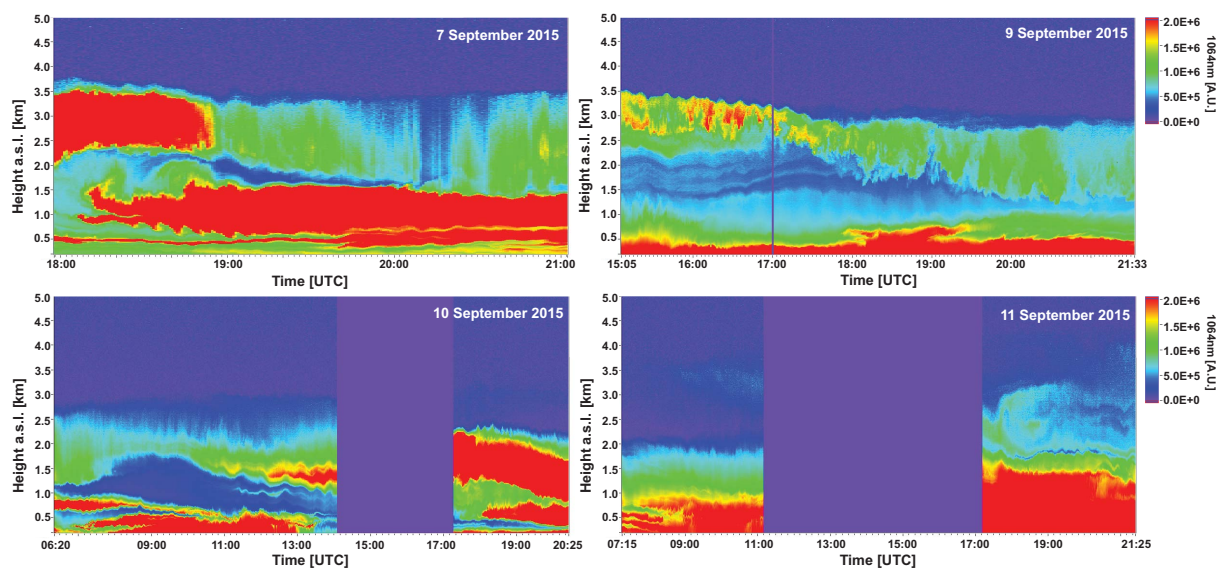 7 September 2015
5.0
4.5
4.0
3.5
3.0
2.5
2.0
1.5
1.0
0.5
Height a.s.l. [km]
18:00 19:00 20:00 21:00
Time [UTC]
9 September 2015
5.0
4.5
4.0
3.5
3.0
2.5
2.0
1.5
1.0
0.5
Height a.s.l. [km]
15:05 16:00 17:00 18:00 19:00 21:33
Time [UTC]
2.0E+6
1.5E+6
1.0E+6
5.0E+5
0.0E+0
1064nm [A.U.]
10 September 2015
5.0
4.5
4.0
3.5
3.0
2.5
2.0
1.5
1.0
0.5
Height a.s.l. [km]
06:20 09:00 11:00 13:00 17:00 19:00 20:25
Time [UTC]
11 September 2015
5.0
4.5
4.0
3.5
3.0
2.5
2.0
1.5
1.0
0.5
Height a.s.l. [km]
07:15 09:00 11:00 17:00 19:00 21:25
Time [UTC]
2.0E+6
1.5E+6
1.0E+6
5.0E+5
0.0E+0
1064nm [A.U.]